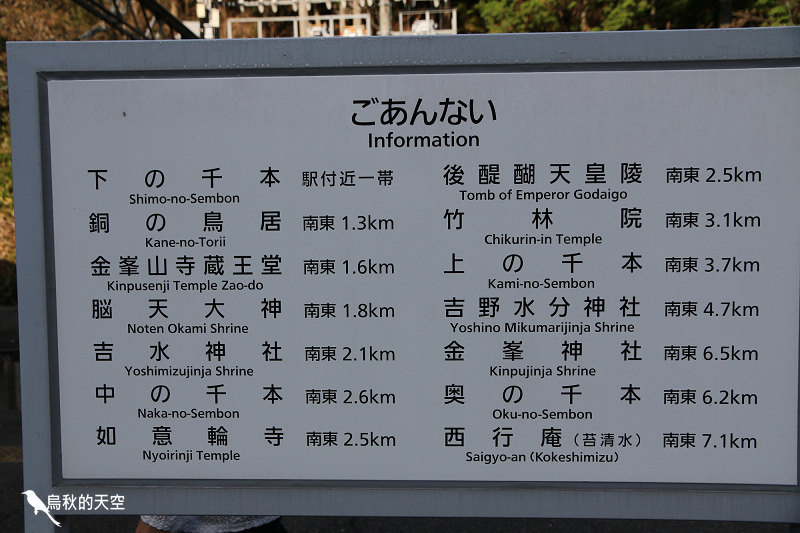 ごあんない
Information
下の千本 駅付近一帯
Shimo-no-Sembon
銅の鳥居 南東 1.3km
Kane-no-Torii
金峯山寺蔵王堂 南東 1.6km
Kinpusenji Temple Zao-do
脳天大神 南東 1.8km
Noten Okami Shrine
吉水神社 南東 2.1km
Yoshimizujinja Shrine
中の千本 南東 2.6km
Naka-no-Sembon
如意輪寺 南東 2.5km
Nyoirinji Temple
後醍醐天皇陵 南東 2.5km
Tomb of Emperor Godaigo
竹林院 南東 3.1km
Chikurin-in Temple
上の千本 南東 3.7km
Kami-no-Sembon
吉野水分神社 南東 4.7km
Yoshino Mikumarijinja Shrine
金峯神社 南東 6.5km
Kinpujinja Shrine
奥の千本 南東 6.2km
Oku-no-Sembon
西行庵（苔清水） 南東 7.1km
Saigyo-an (Kokeshimizu)
烏秋的天空